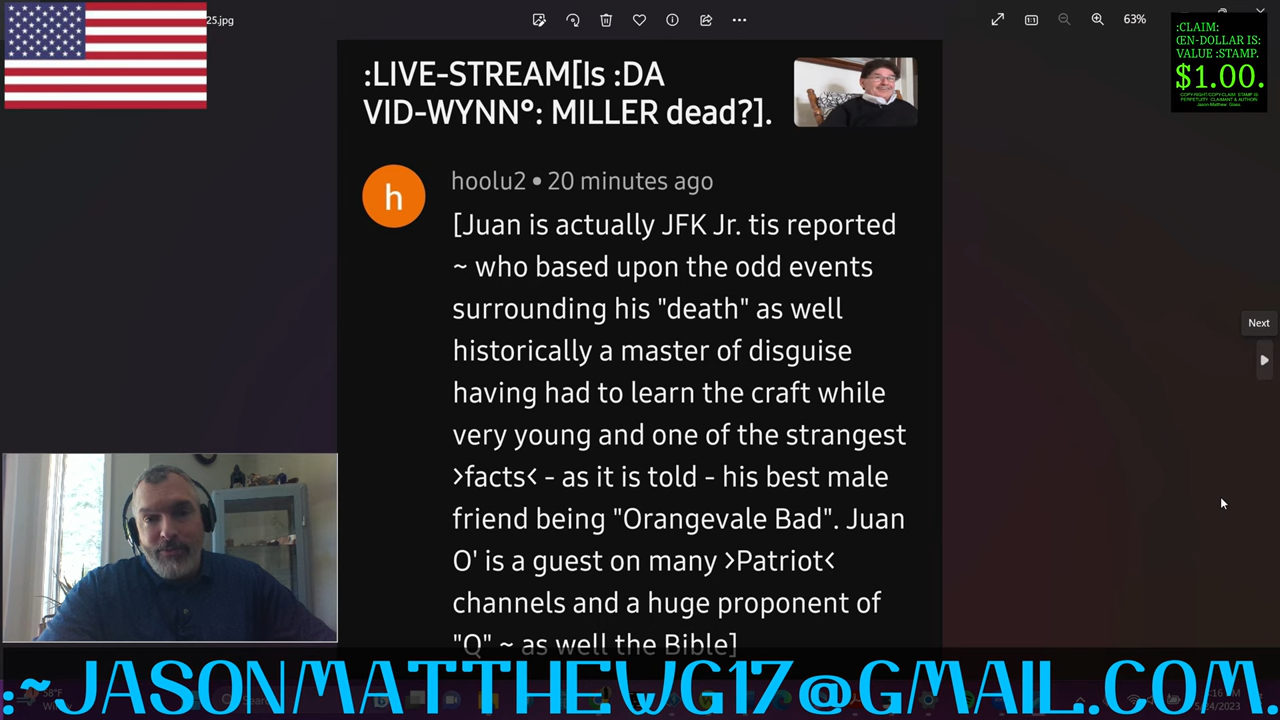 25.jpg
63%
:CLAIM:
ŒN-DOLLAR IS:
VALUE :STAMP.
$1.00.
:LIVE-STREAM[Is :DA
VID-WYNN°: MILLER dead?].
h
hoolu2 • 20 minutes ago
[Juan is actually JFK Jr. tis reported
~ who based upon the odd events
surrounding his "death" as well
historically a master of disguise
having had to learn the craft while
very young and one of the strangest
>facts< - as it is told - his best male
friend being "Orangevale Bad". Juan
O' is a guest on many >Patriot<
channels and a huge proponent of
"Q" ~ as well the Bible]
Next
:~ JASONMATTHEWG17@GMAIL.COM.
58°F
5/24/2023